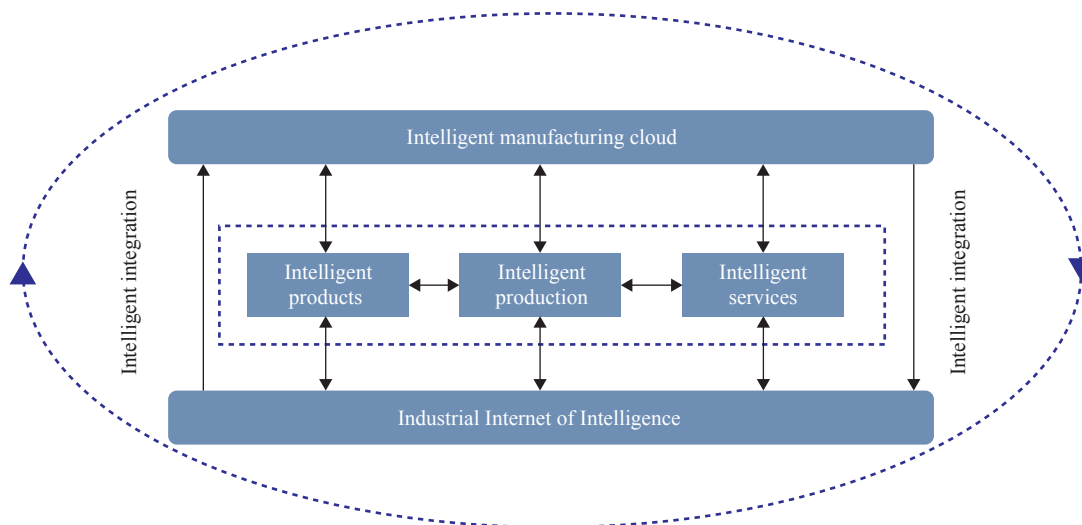 Intelligent manufacturing cloud
Intelligent integration
Intelligent
products
Intelligent
production
Intelligent
services
Intelligent integration
Industrial Internet of Intelligence